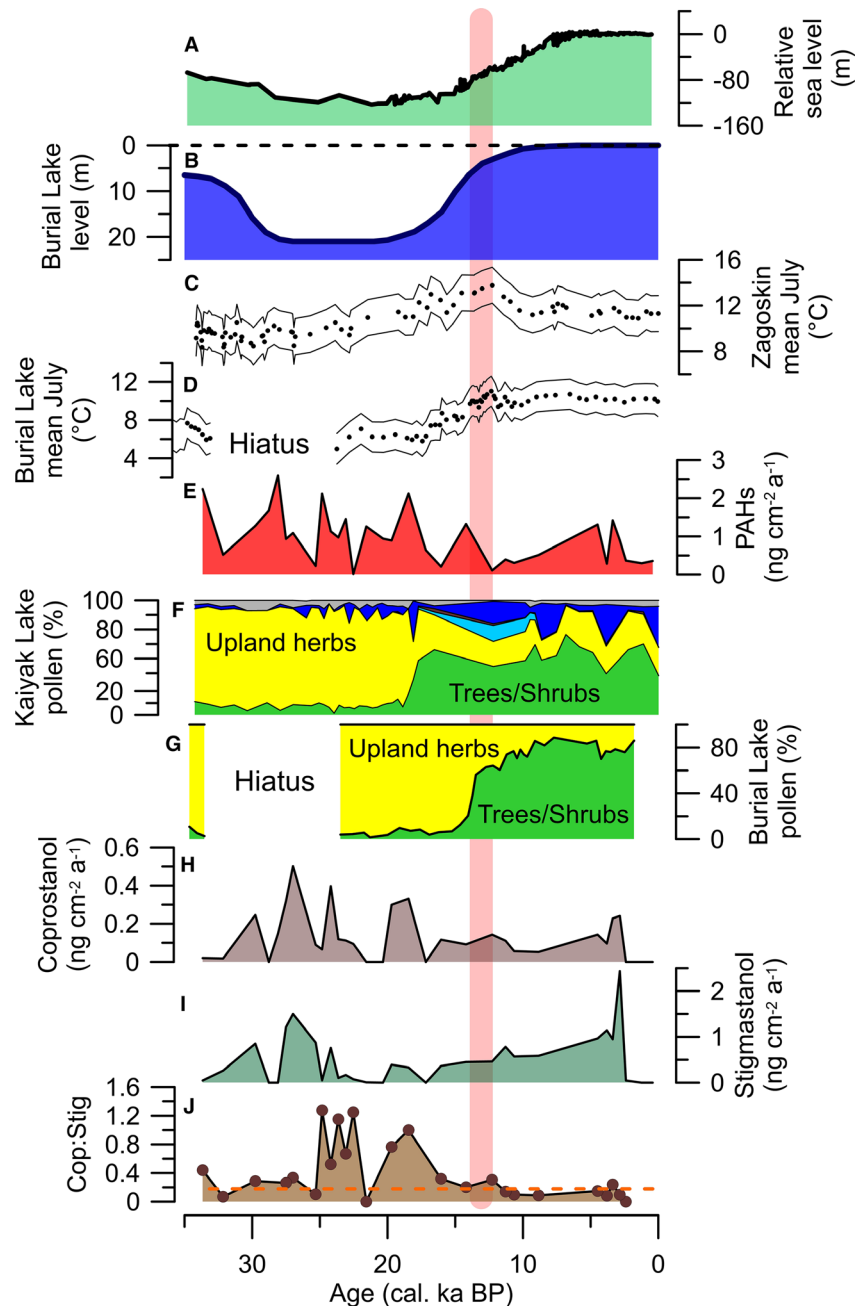 A
0
-80
-160
Relative
sea level
(m)
B
0
10
20
Burial Lake
level (m)
C
16
12
8
Zagoskin
mean July
(°C)
D
12
8
4
Burial Lake
mean July
(°C)
Hiatus
E
3
2
1
0
PAHs
(ng cm-2 a-1)
F
100
60
20
0
Kaiyak Lake
pollen (%)
Upland herbs
Trees/Shrubs
G
Upland herbs
Hiatus
Trees/Shrubs
80
40
0
Burial Lake
pollen (%)
H
0.6
0.4
0.2
0
Coprostanol
(ng cm-2 a-1)
I
2
1
0
Stigmastanol
(ng cm-2 a-1)
J
1.6
1.2
0.8
0.4
0
Cop:Stig
30
20
10
0
Age (cal. ka BP)